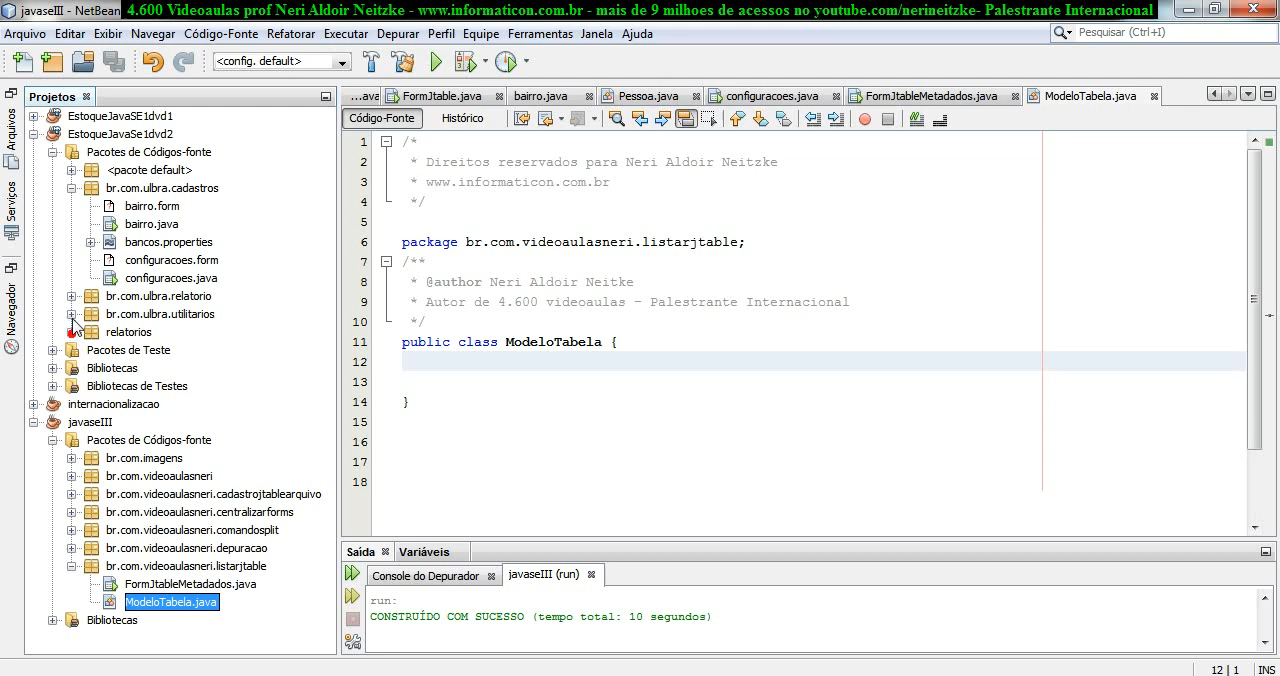 javaseIII - NetBean
4.600 Videoaulas prof Neri Aldoir Neitzke - www.informaticon.com.br - mais de 9 milhoes de acessos no youtube.com/nerineitzke- Palestrante Internacional
Arquivo Editar Exibir Navegar Código-Fonte Refatorar Executar Depurar Perfil Equipe Ferramentas Janela Ajuda
Pesquisar (Ctrl+I)
<config. default>
Projetos
...ava FormJtable.java bairro.java Pessoa.java configuracoes.java FormJtableMetadados.java ModeloTabela.java
Código-Fonte Histórico
Arquivos
Serviços
Navegador
EstoqueJavaSE1dvd1
EstoqueJavaSe1dvd2
Pacotes de Códigos-fonte
<pacote default>
br.com.ulbra.cadastros
bairro.form
bairro.java
bancos.properties
configuracoes.form
configuracoes.java
br.com.ulbra.relatorio
br.com.ulbra.utilitarios
relatorios
Pacotes de Teste
Bibliotecas
Bibliotecas de Testes
internacionalizacao
javaseIII
Pacotes de Códigos-fonte
br.com.imagens
br.com.videoaulasneri
br.com.videoaulasneri.cadastrojtablearquivo
br.com.videoaulasneri.centralizarforms
br.com.videoaulasneri.comandosplit
br.com.videoaulasneri.depuracao
br.com.videoaulasneri.listarjtable
FormJtableMetadados.java
ModeloTabela.java
Bibliotecas
1 /*
2 * Direitos reservados para Neri Aldoir Neitzke
3 * www.informaticon.com.br
4 */
5
6 package br.com.videoaulasneri.listarjtable;
7 /**
8 * @author Neri Aldoir Neitke
9 * Autor de 4.600 videoaulas - Palestrante Internacional
10 */
11 public class ModeloTabela {
12
13
14 }
15
16
17
18
Saída Variáveis
Console do Depurador javaseIII (run)
run:
CONSTRUÍDO COM SUCESSO (tempo total: 10 segundos)
12 | 1 INS